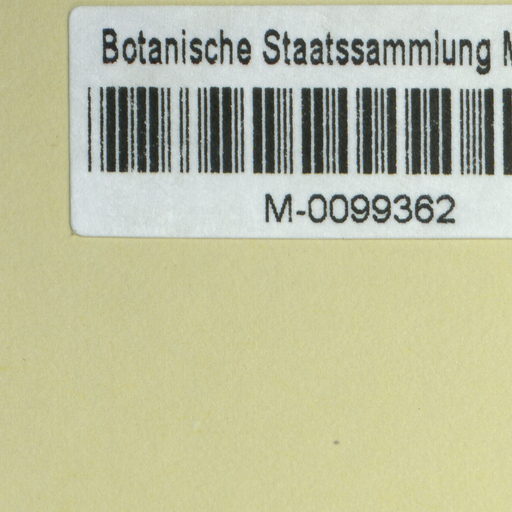 Botanische Staatssammlung M
M-0099362